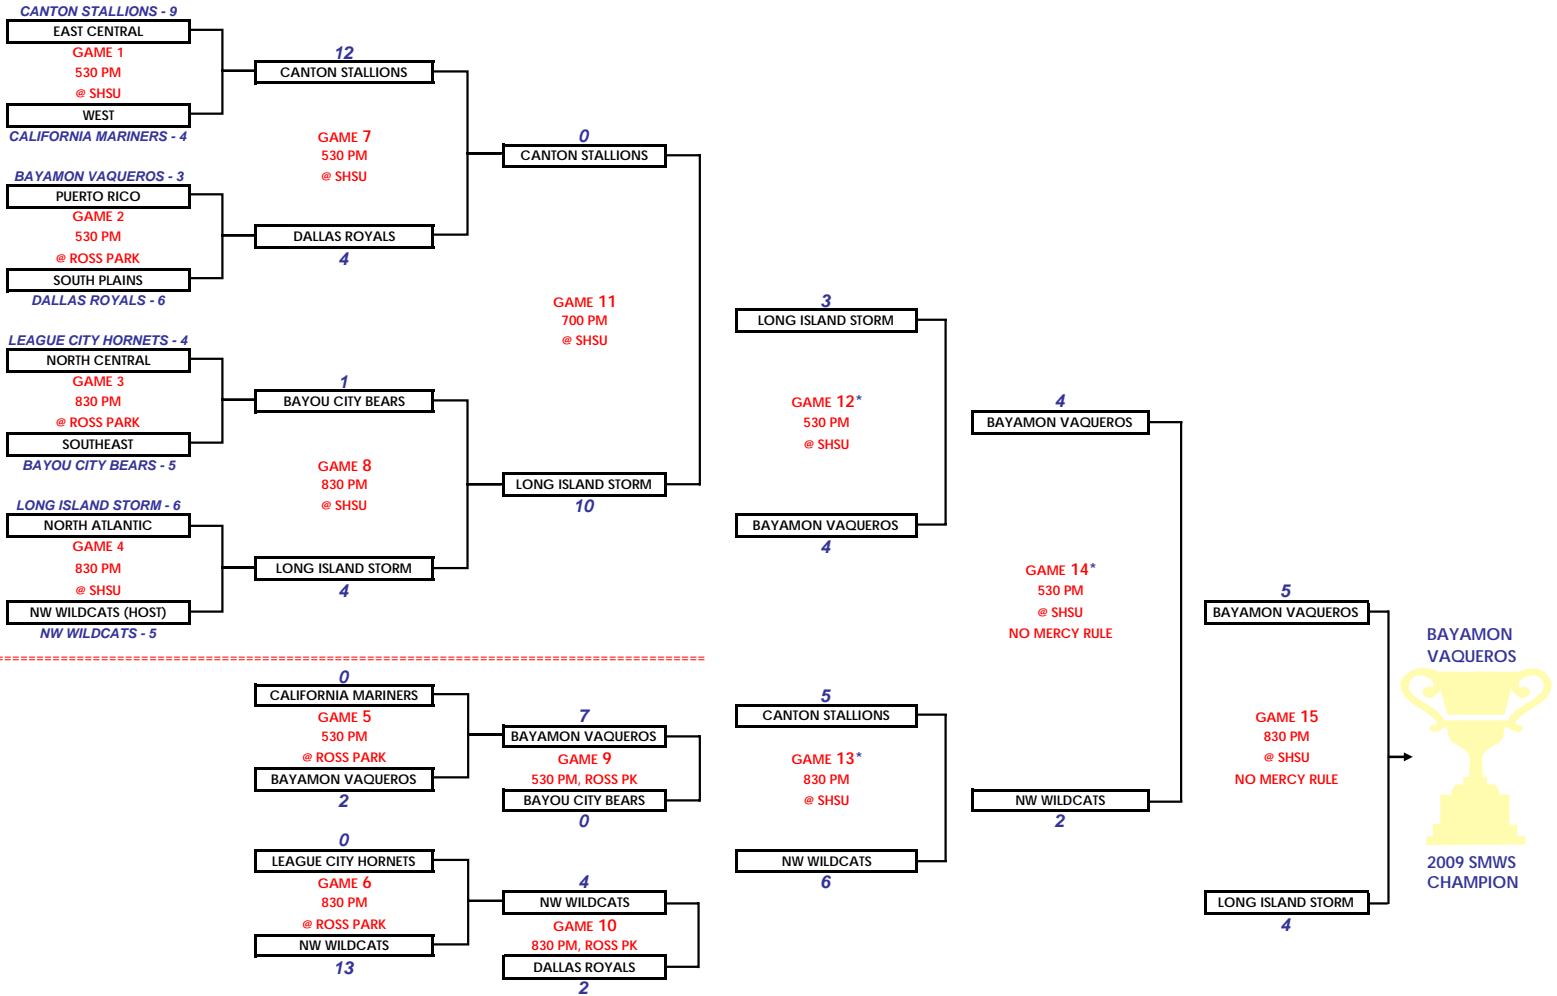 CANTON STALLIONS - 9
EAST CENTRAL
GAME 1
530 PM
@ SHSU
WEST
CALIFORNIA MARINERS - 4
BAYAMON VAQUEROS - 3
PUERTO RICO
GAME 2
530 PM
@ ROSS PARK
SOUTH PLAINS
DALLAS ROYALS - 6
LEAGUE CITY HORNETS - 4
NORTH CENTRAL
GAME 3
830 PM
@ ROSS PARK
SOUTHEAST
BAYOU CITY BEARS - 5
LONG ISLAND STORM - 6
NORTH ATLANTIC
GAME 4
830 PM
@ SHSU
NW WILDCATS (HOST)
NW WILDCATS - 5
12
CANTON STALLIONS
GAME 7
530 PM
@ SHSU
DALLAS ROYALS
4
1
BAYOU CITY BEARS
GAME 8
830 PM
@ SHSU
LONG ISLAND STORM
4
0
CANTON STALLIONS
GAME 11
700 PM
@ SHSU
LONG ISLAND STORM
10
0
CALIFORNIA MARINERS
GAME 5
530 PM
@ ROSS PARK
BAYAMON VAQUEROS
2
0
LEAGUE CITY HORNETS
GAME 6
830 PM
@ ROSS PARK
NW WILDCATS
13
7
BAYAMON VAQUEROS
GAME 9
530 PM, ROSS PK
BAYOU CITY BEARS
0
4
NW WILDCATS
GAME 10
830 PM, ROSS PK
DALLAS ROYALS
2
3
LONG ISLAND STORM
GAME 12*
530 PM
@ SHSU
BAYAMON VAQUEROS
4
5
CANTON STALLIONS
GAME 13*
830 PM
@ SHSU
NW WILDCATS
6
4
BAYAMON VAQUEROS
GAME 14*
530 PM
@ SHSU
NO MERCY RULE
NW WILDCATS
2
5
BAYAMON VAQUEROS
GAME 15
830 PM
@ SHSU
NO MERCY RULE
LONG ISLAND STORM
4
BAYAMON
VAQUEROS
2009 SMWS
CHAMPION